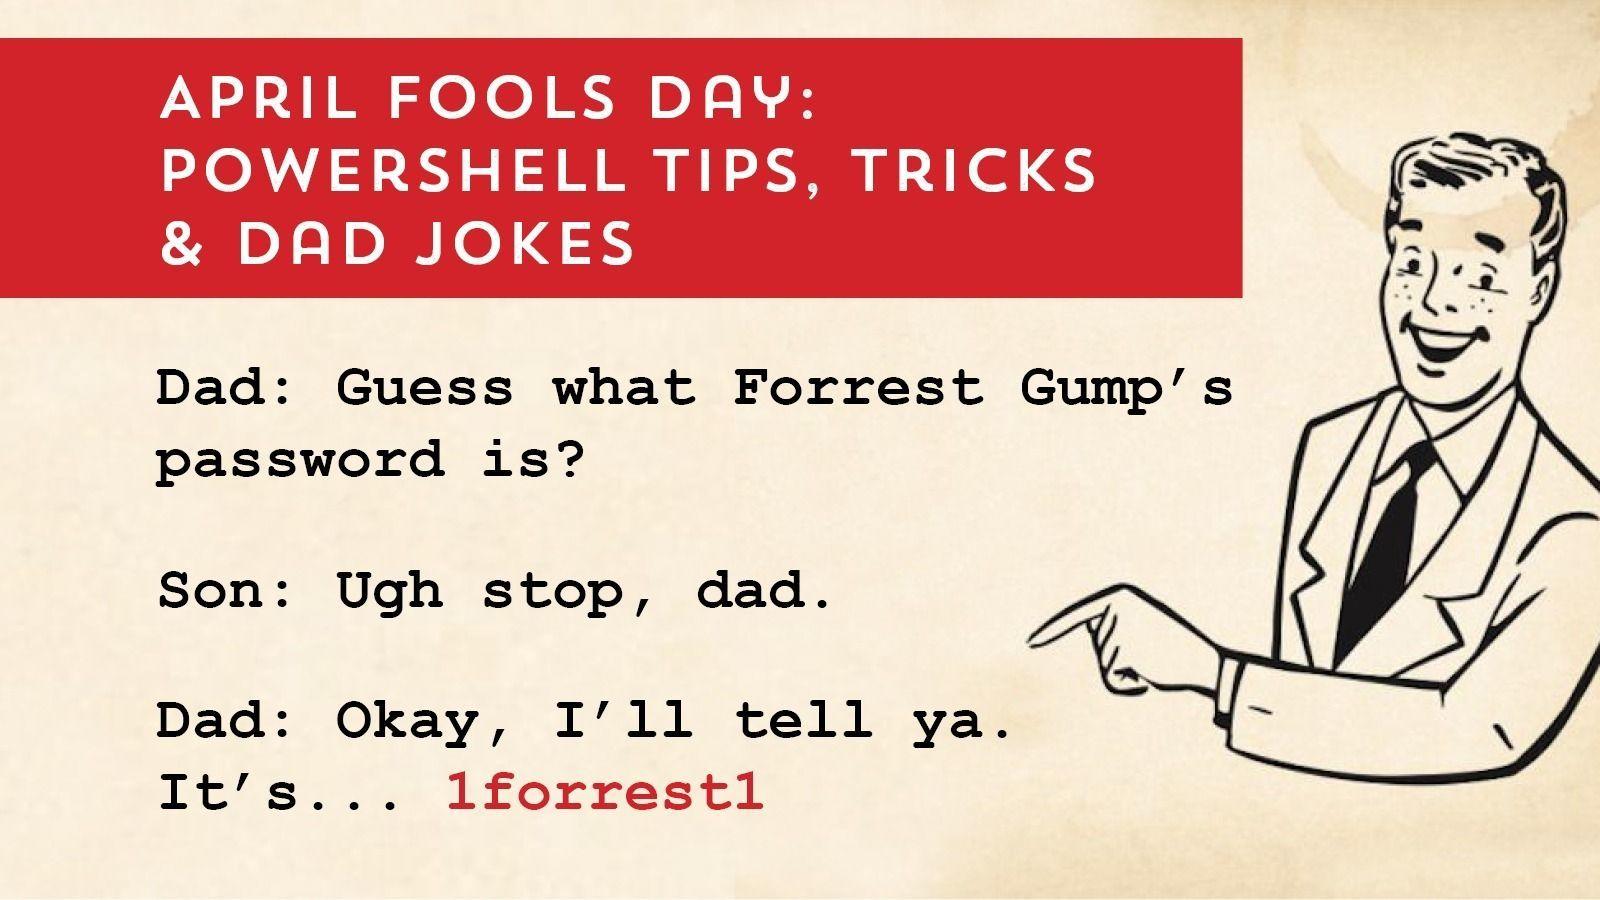 APRIL FOOLS DAY:
POWERSHELL TIPS, TRICKS
& DAD JOKES
Dad: Guess what Forrest Gump’s
password is?
Son: Ugh stop, dad.
Dad: Okay, I’ll tell ya.
It’s... 1forrest1